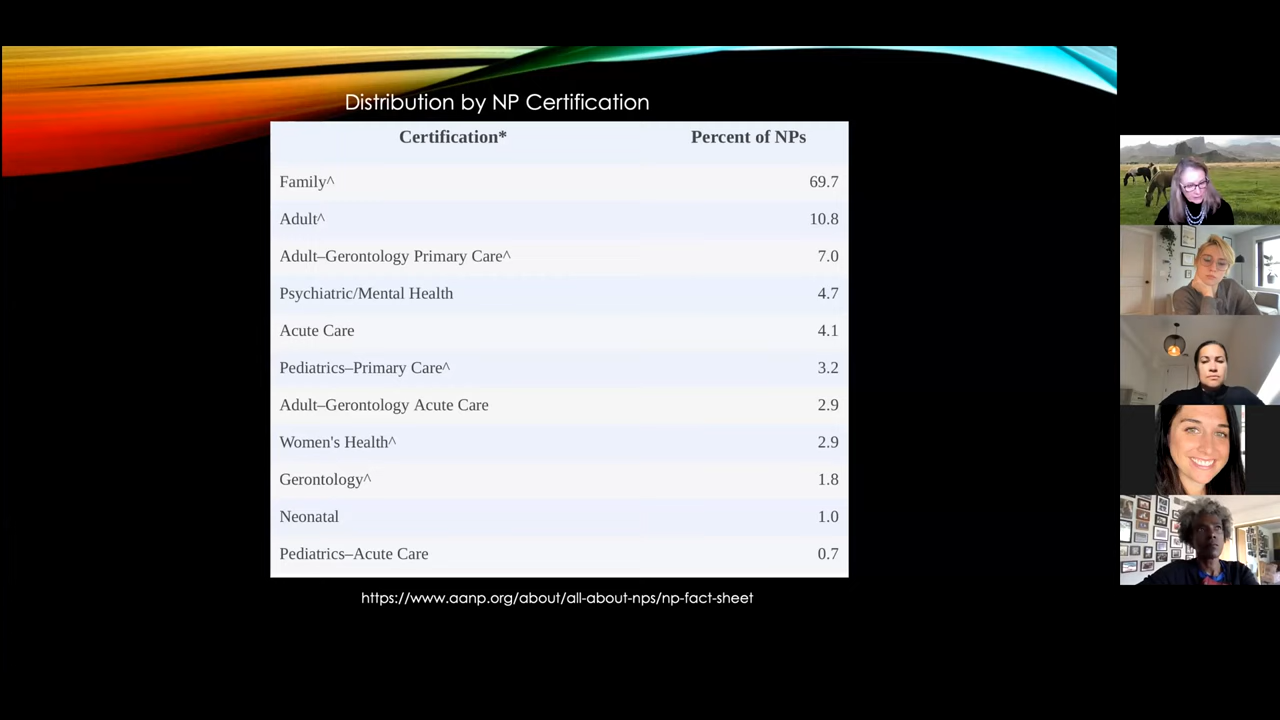 Distribution by NP Certification
Certification* Percent of NPs
Family^ 69.7
Adult^ 10.8
Adult–Gerontology Primary Care^ 7.0
Psychiatric/Mental Health 4.7
Acute Care 4.1
Pediatrics–Primary Care^ 3.2
Adult–Gerontology Acute Care 2.9
Women's Health^ 2.9
Gerontology^ 1.8
Neonatal 1.0
Pediatrics–Acute Care 0.7
https://www.aanp.org/about/all-about-nps/np-fact-sheet